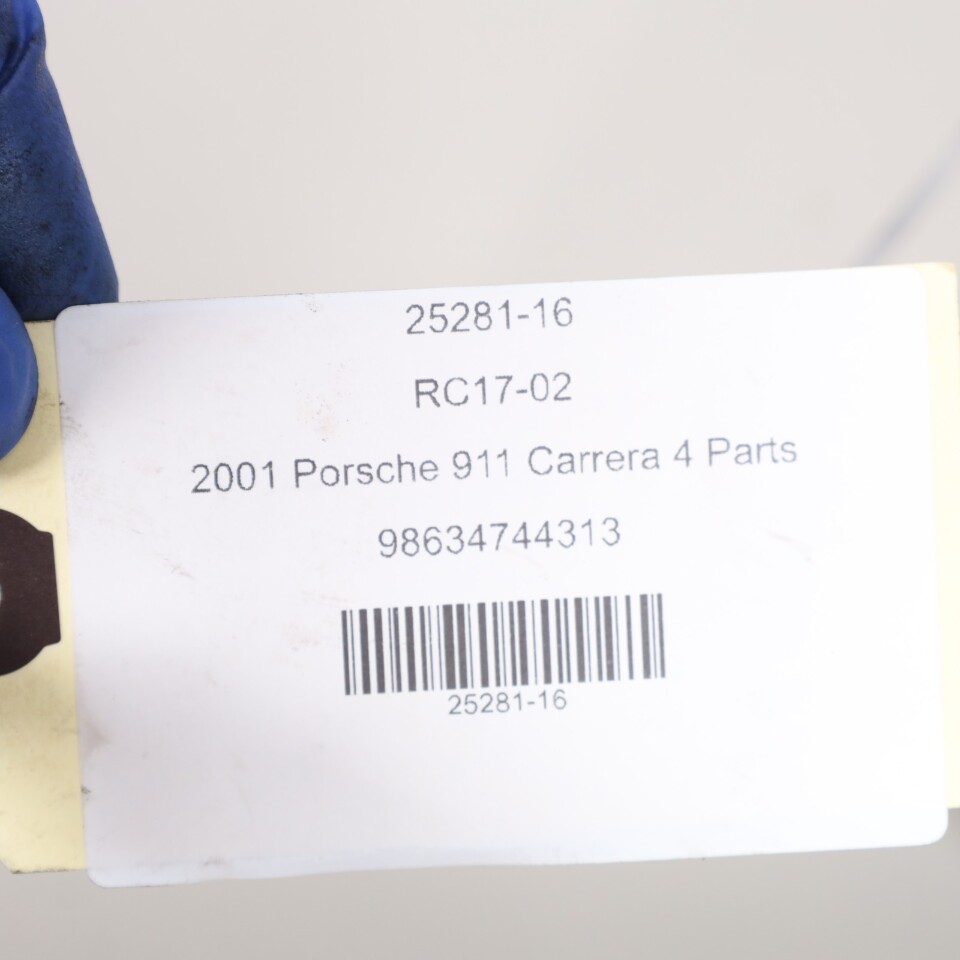 25281-16
RC17-02
2001 Porsche 911 Carrera 4 Parts
98634744313
25281-16